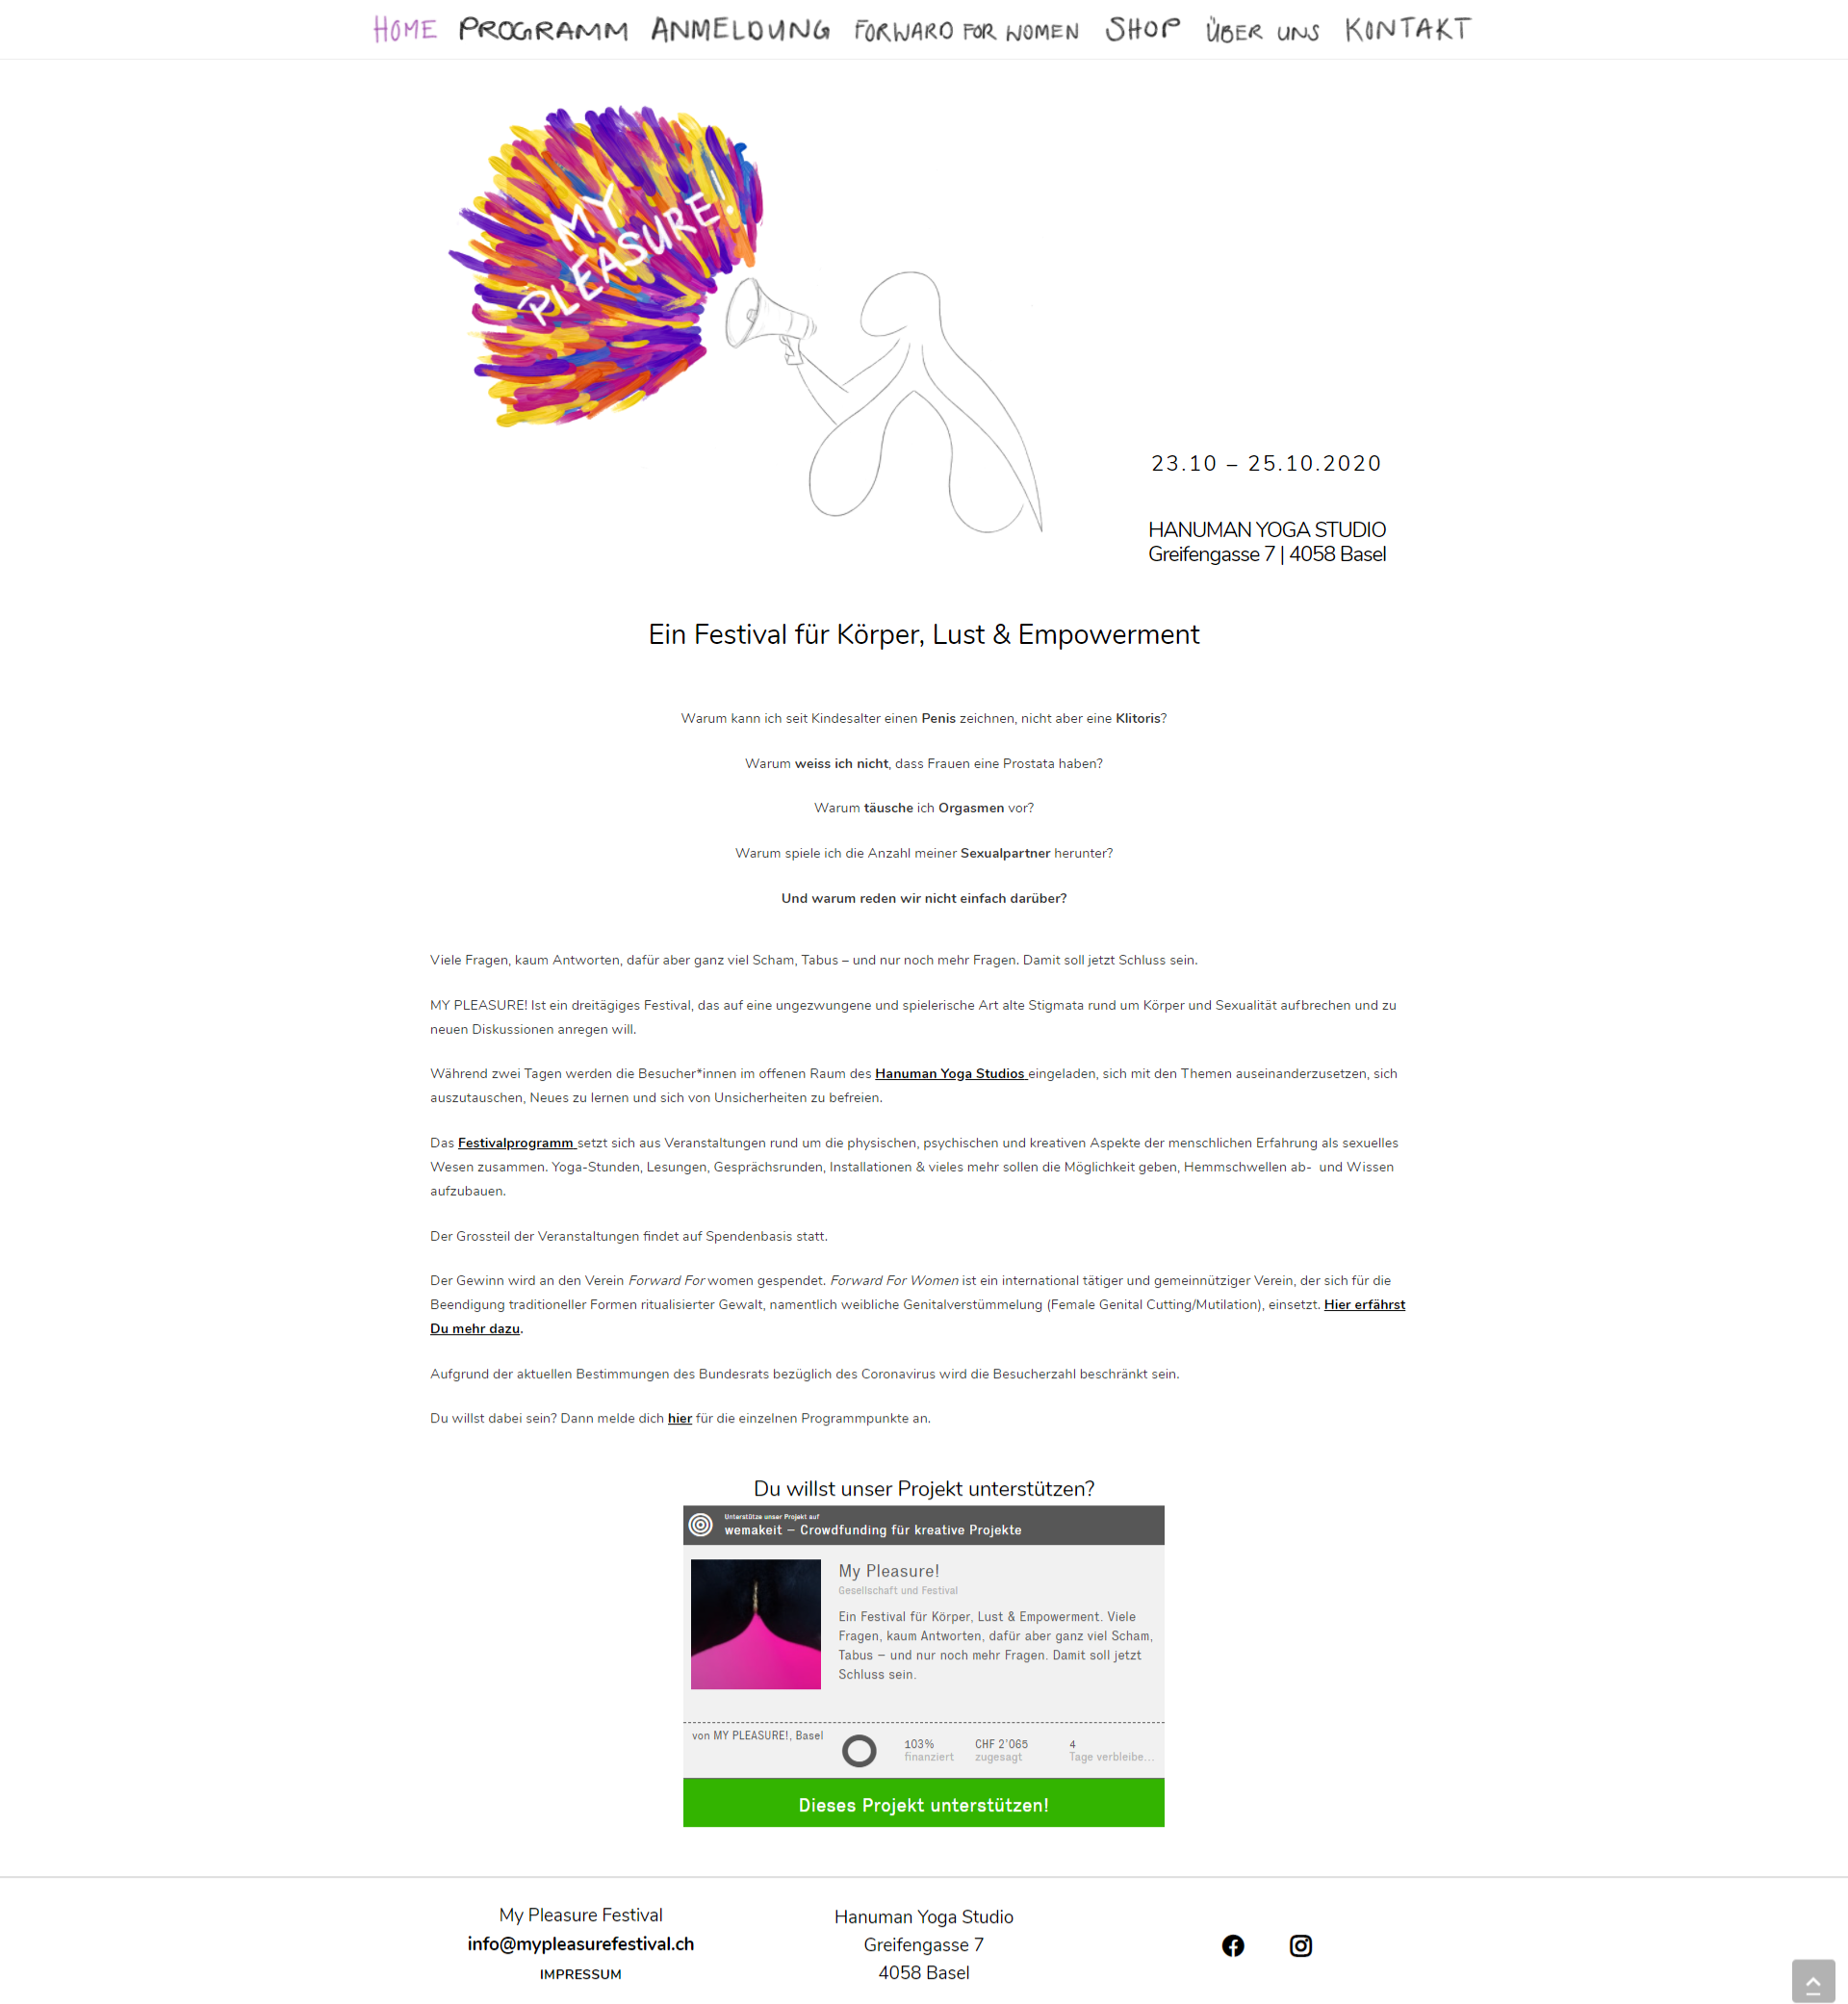 HOME PROGRAMM ANMELDUNG FORWARD FOR WOMEN SHOP ÜBER UNS KONTAKT
MY
PLEASURE!
23.10 – 25.10.2020
HANUMAN YOGA STUDIO
Greifengasse 7 | 4058 Basel
Ein Festival für Körper, Lust & Empowerment
Warum kann ich seit Kindesalter einen Penis zeichnen, nicht aber eine Klitoris?
Warum weiss ich nicht, dass Frauen eine Prostata haben?
Warum täusche ich Orgasmen vor?
Warum spiele ich die Anzahl meiner Sexualpartner herunter?
Und warum reden wir nicht einfach darüber?
Viele Fragen, kaum Antworten, dafür aber ganz viel Scham, Tabus – und nur noch mehr Fragen. Damit soll jetzt Schluss sein.
MY PLEASURE! Ist ein dreitägiges Festival, das auf eine ungezwungene und spielerische Art alte Stigmata rund um Körper und Sexualität aufbrechen und zu
neuen Diskussionen anregen will.
Während zwei Tagen werden die Besucher*innen im offenen Raum des Hanuman Yoga Studios eingeladen, sich mit den Themen auseinanderzusetzen, sich
auszutauschen, Neues zu lernen und sich von Unsicherheiten zu befreien.
Das Festivalprogramm setzt sich aus Veranstaltungen rund um die physischen, psychischen und kreativen Aspekte der menschlichen Erfahrung als sexuelles
Wesen zusammen. Yoga-Stunden, Lesungen, Gesprächsrunden, Installationen & vieles mehr sollen die Möglichkeit geben, Hemmschwellen ab- und Wissen
aufzubauen.
Der Grossteil der Veranstaltungen findet auf Spendenbasis statt.
Der Gewinn wird an den Verein Forward For women gespendet. Forward For Women ist ein international tätiger und gemeinnütziger Verein, der sich für die
Beendigung traditioneller Formen ritualisierter Gewalt, namentlich weibliche Genitalverstümmelung (Female Genital Cutting/Mutilation), einsetzt. Hier erfährst
Du mehr dazu.
Aufgrund der aktuellen Bestimmungen des Bundesrats bezüglich des Coronavirus wird die Besucherzahl beschränkt sein.
Du willst dabei sein? Dann melde dich hier für die einzelnen Programmpunkte an.
Du willst unser Projekt unterstützen?
Unterstütze unser Projekt auf
wemakeit – Crowdfunding für kreative Projekte
My Pleasure!
Gesellschaft und Festival
Ein Festival für Körper, Lust & Empowerment. Viele
Fragen, kaum Antworten, dafür aber ganz viel Scham,
Tabus – und nur noch mehr Fragen. Damit soll jetzt
Schluss sein.
von MY PLEASURE!, Basel
103% CHF 2'065 4
finanziert zugesagt Tage verbleibe...
Dieses Projekt unterstützen!
My Pleasure Festival
info@mypleasurefestival.ch
IMPRESSUM
Hanuman Yoga Studio
Greifengasse 7
4058 Basel